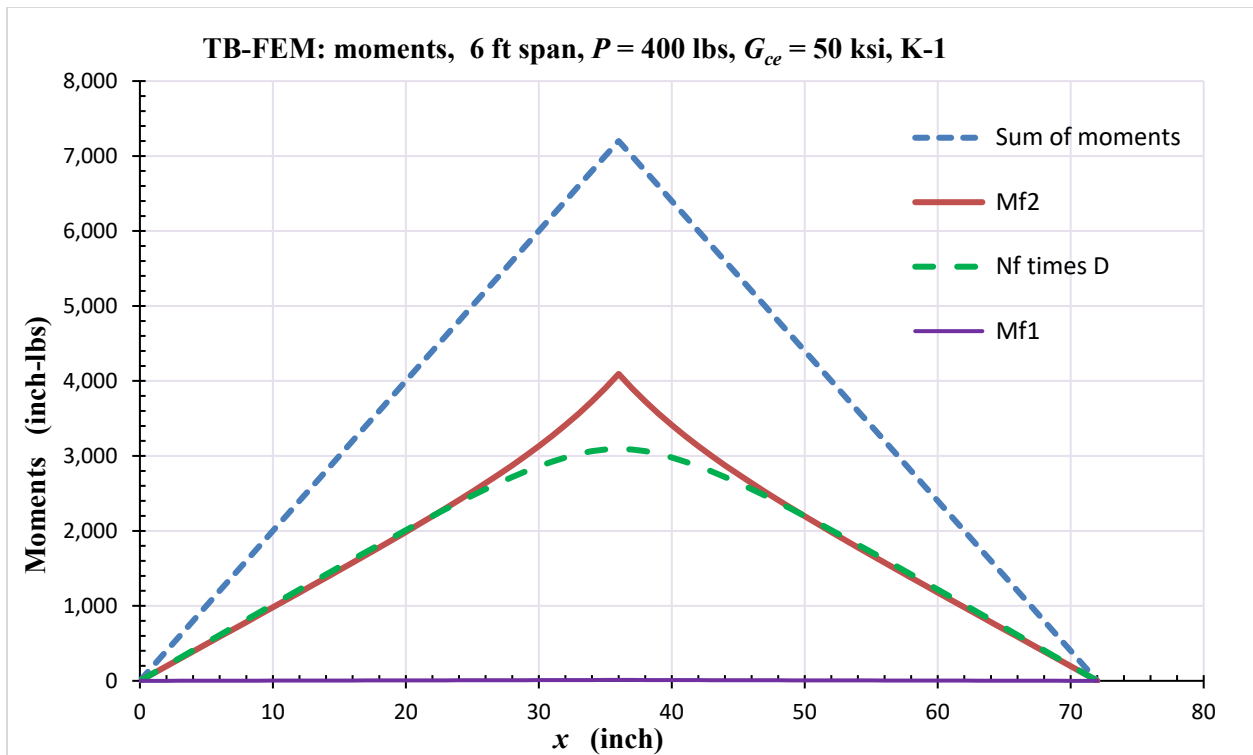 TB-FEM: moments, 6 ft span, P = 400 lbs, Gce = 50 ksi, K-1
8,000
7,000
6,000
5,000
4,000
3,000
2,000
1,000
0
Moments (inch-lbs)
Sum of moments
Mf2
Nf times D
Mf1
0 10 20 30 40 50 60 70 80
x (inch)